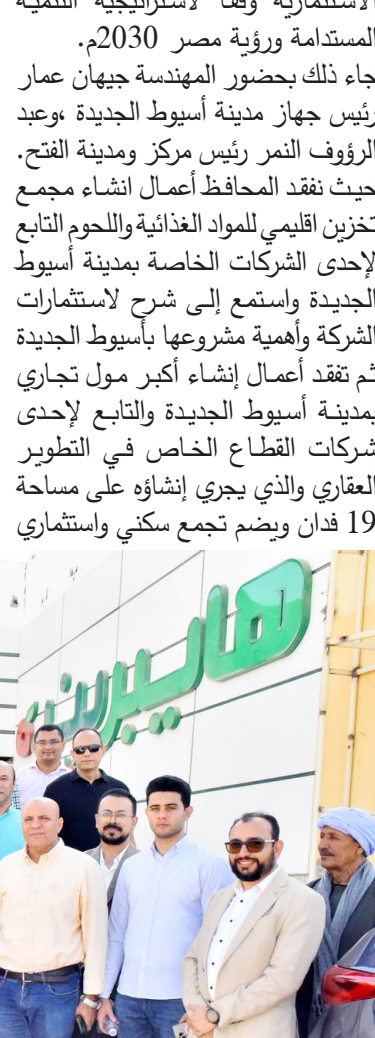 الاستثمارية وفقا لاستراتيجية التنمية
المستدامة ورؤية مصر 2030م.
جاء ذلك بحضور المهندسة جيهان عمار
رئيس جهاز مدينة أسيوط الجديدة ،وعبد
الرؤوف النمر رئيس مركز ومدينة الفتح.
حيث نفقد المحافظ أعمال انشاء مجمع
تخزين اقليمي للمواد الغذائية واللحوم التابع
لإحدى الشركات الخاصة بمدينة أسيوط
الجديدة واستمع إلى شرح لاستثمارات
الشركة وأهمية مشروعها بأسيوط الجديدة
ثم تفقد أعمال إنشاء أكبر مول تجاري
بمدينة أسيوط الجديدة والتابع لإحدى
شركات القطاع الخاص في التطوير
العقاري والذي يجري إنشاؤه على مساحة
19 فدان ويضم تجمع سكني واستثماري